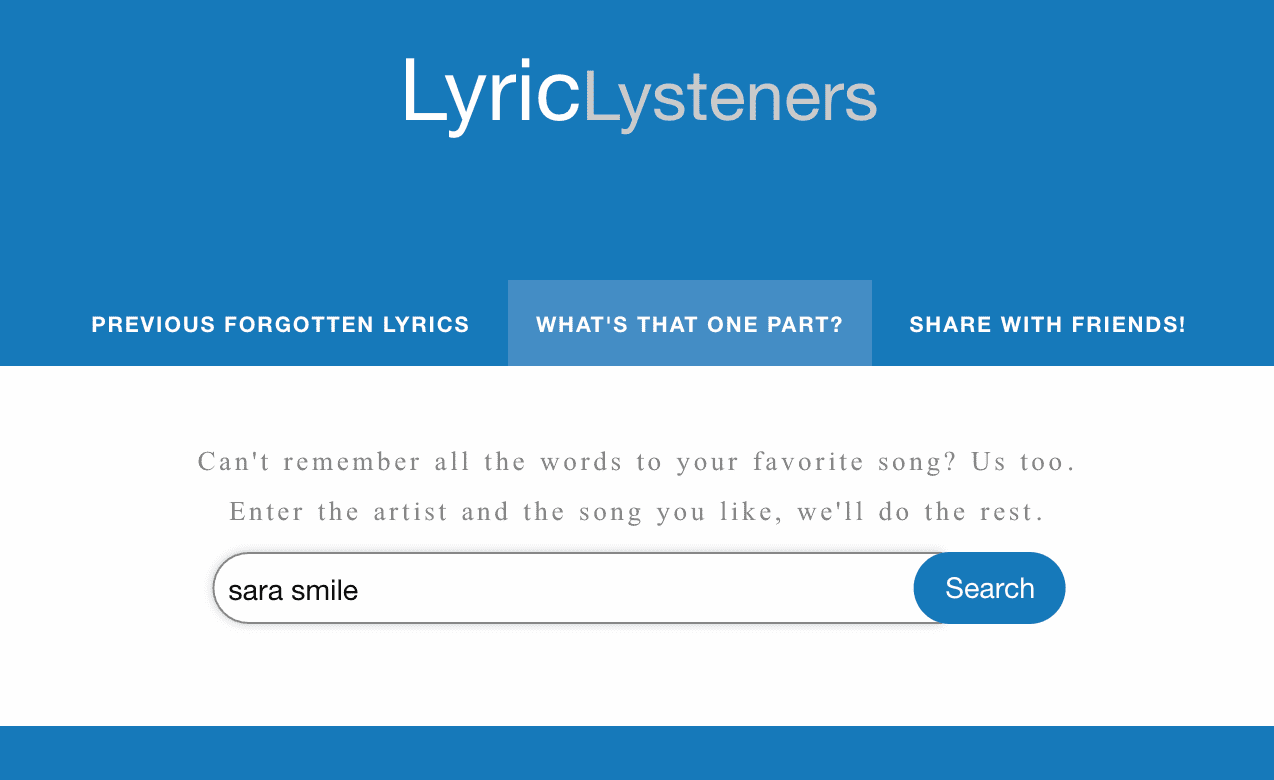 LyricLysteners
PREVIOUS FORGOTTEN LYRICS WHAT'S THAT ONE PART? SHARE WITH FRIENDS!
Can't remember all the words to your favorite song? Us too.
Enter the artist and the song you like, we'll do the rest.
sara smile Search